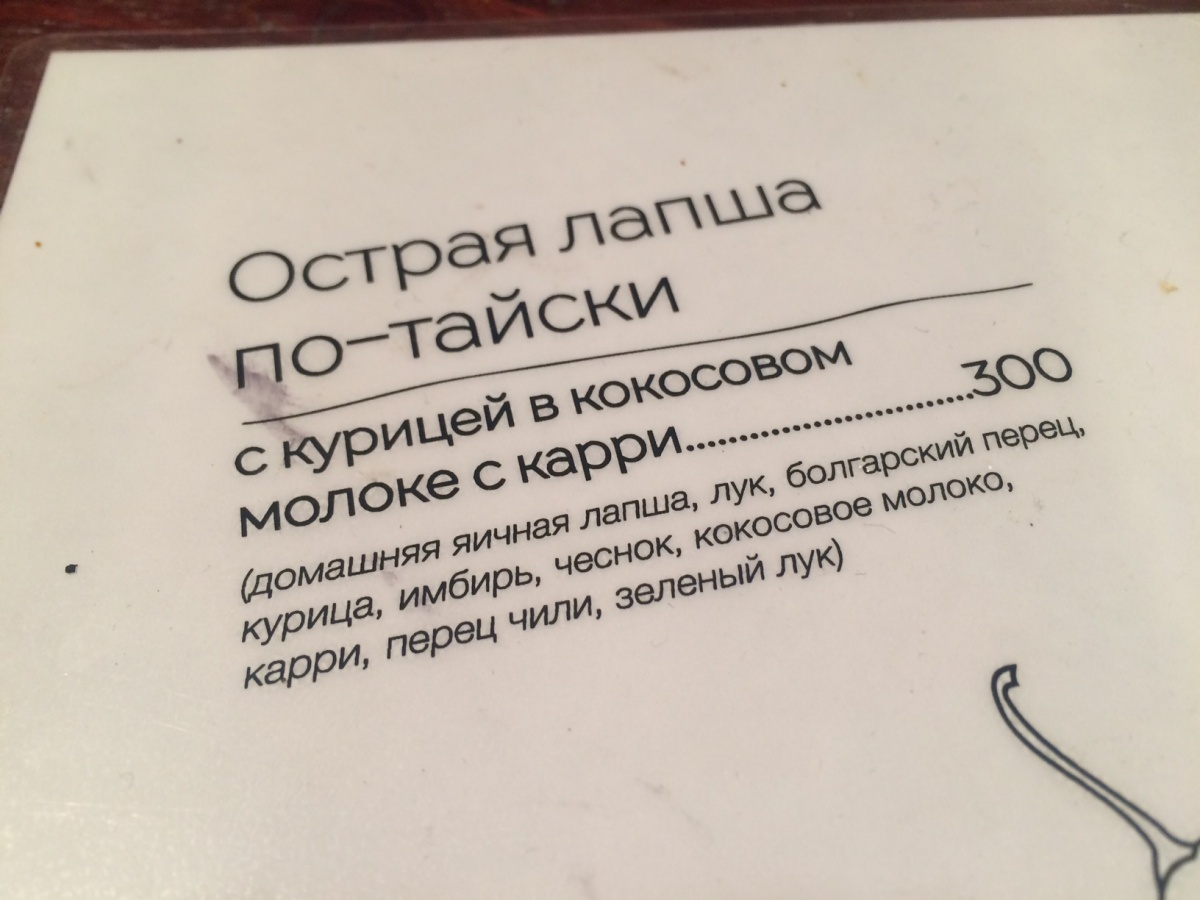 Острая лапша
по-тайски
с курицей в кокосовом
молоке с карри..............................300
(домашняя яичная лапша, лук, болгарский перец,
курица, имбирь, чеснок, кокосовое молоко,
карри, перец чили, зеленый лук)